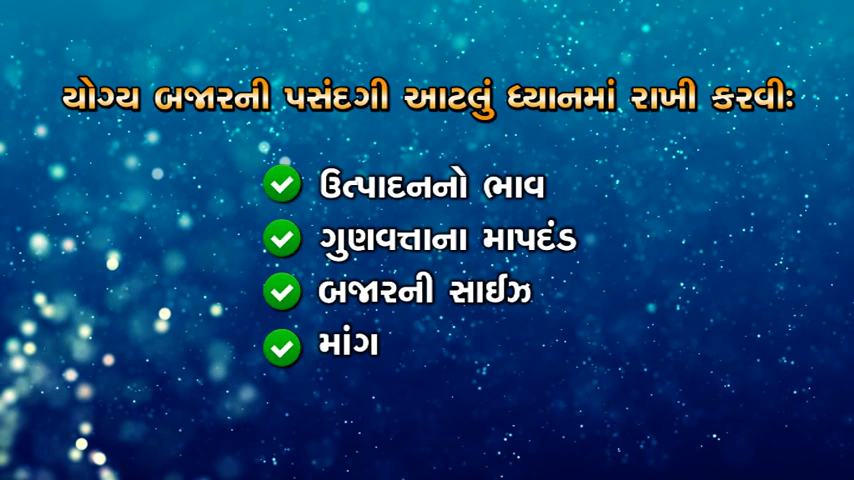 યોગ્ય બજારની પસંદગી આટલું ધ્યાનમાં રાખી કરવી:
ઉત્પાદનનો ભાવ
ગુણવત્તાના માપદંડ
બજારની સાઈઝ
માંગ